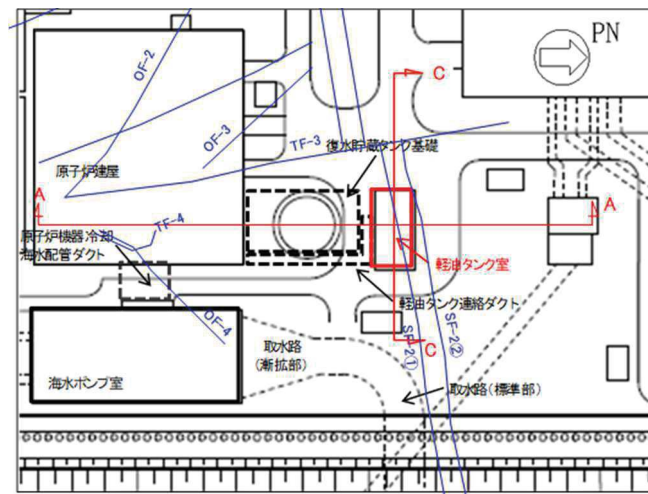 PN
OF-2
C
OF-3
TF-3
復水貯蔵タンク基礎
原子炉建屋
A
A
TF-4
原子炉機器冷却
海水配管ダクト
軽油タンク室
軽油タンク連絡ダクト
OF-4
SF-2①
SF-2②
C
取水路
(漸拡部)
海水ポンプ室
取水路(標準部)